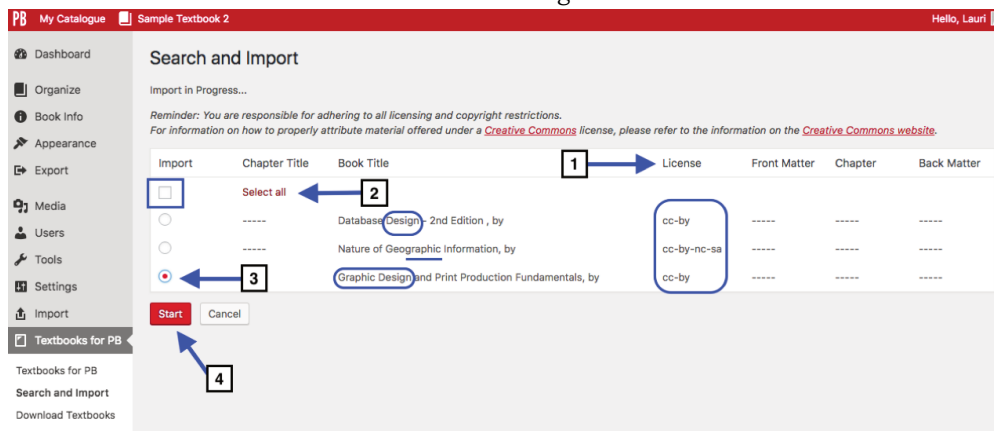 PB My Catalogue Sample Textbook 2 Hello, Lauri
Dashboard
Organize
Book Info
Appearance
Export
Media
Users
Tools
Settings
Import
Textbooks for PB
Textbooks for PB
Search and Import
Download Textbooks
Search and Import
Import in Progress...
Reminder: You are responsible for adhering to all licensing and copyright restrictions.
For information on how to properly attribute material offered under a Creative Commons license, please refer to the information on the Creative Commons website.
Import Chapter Title Book Title 1 License Front Matter Chapter Back Matter
Select all 2
----- Database Design - 2nd Edition , by cc-by ----- ----- -----
----- Nature of Geographic Information, by cc-by-nc-sa ----- ----- -----
3 Graphic Design and Print Production Fundamentals, by cc-by ----- ----- -----
Start Cancel
4